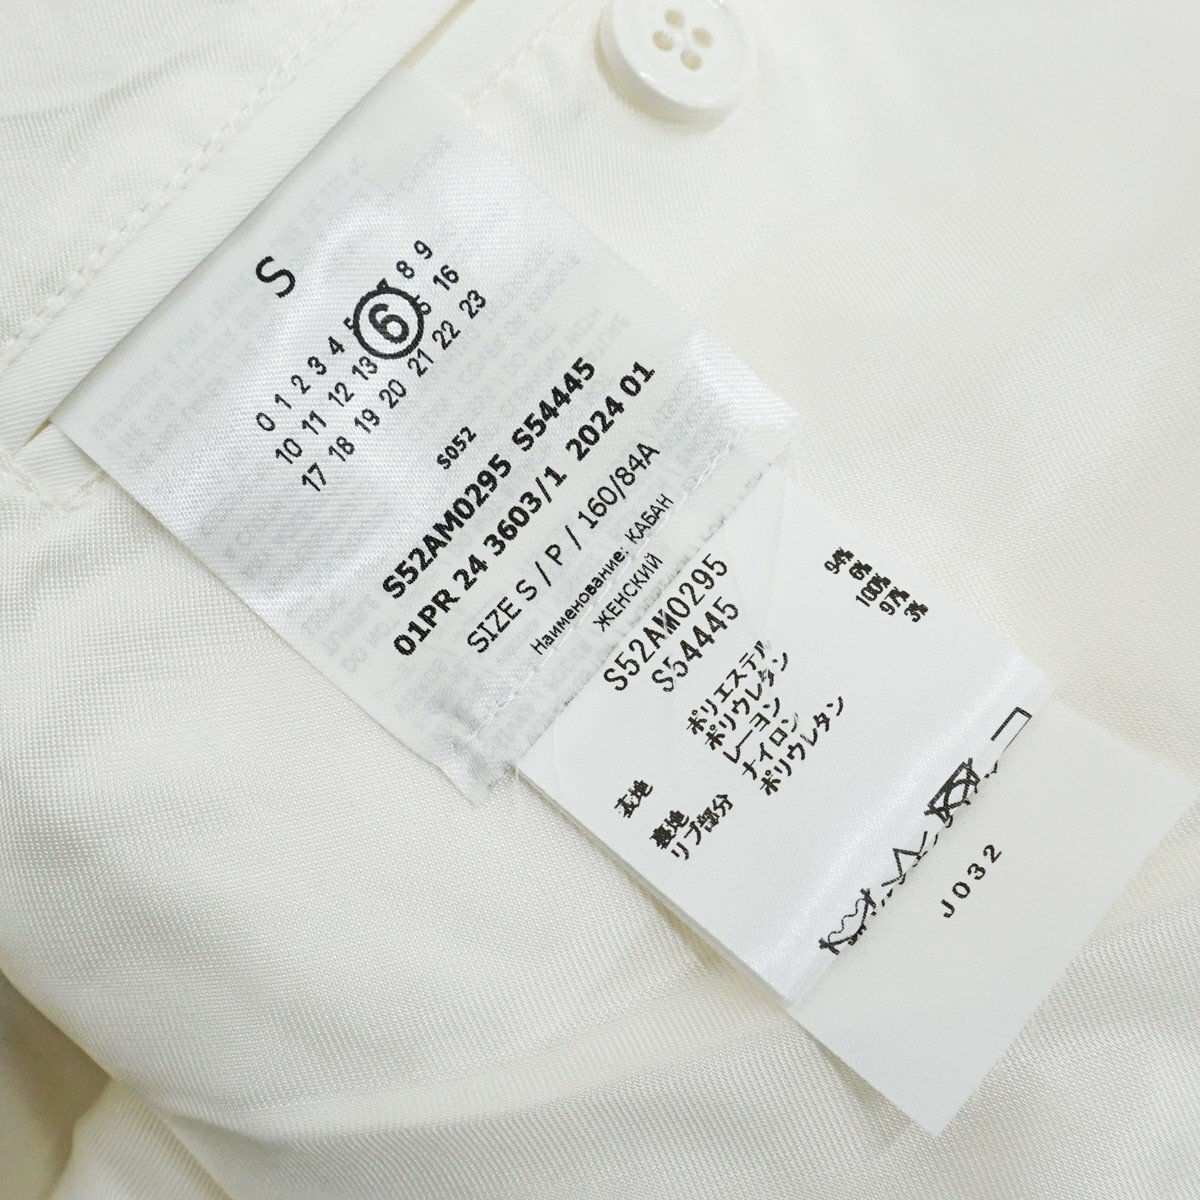 S
0 1 2 3 4 5 6 8 9
10 11 12 13 16
17 18 19 20 21 22 23
S052
S52AM0295 S54445
01PR 24 3603/1 2024 01
SIZE S / P / 160/84A
Наименование: КАБАН
ЖЕНСКИЙ
S52AM0295
S54445
表地 ポリエステル 94%
ポリウレタン 6%
裏地 レーヨン 100%
リブ部分 ナイロン 97%
ポリウレタン 3%
J032